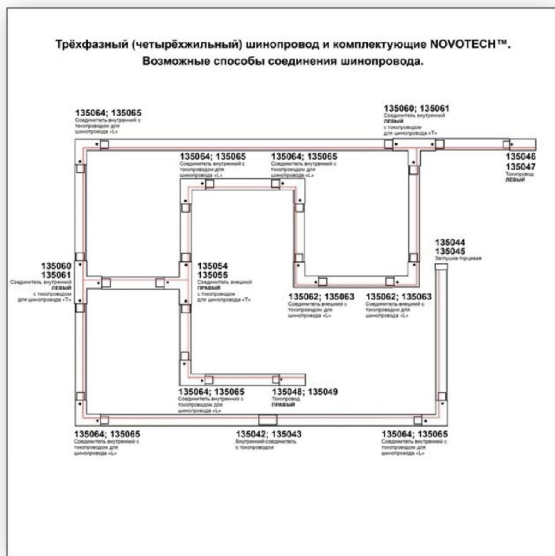 Трёхфазный (четырёхжильный) шинопровод и комплектующие NOVOTECH™.
Возможные способы соединения шинопровода.
135064; 135065
Соединитель внутренний с
токопроводом для
шинопровода «L»
135060; 135061
Соединитель внутренний
ЛЕВЫЙ
с токопроводом
для шинопровода «Т»
135064; 135065
Соединитель внутренний с
токопроводом для
шинопровода «L»
135064; 135065
Соединитель внутренний с
токопроводом для
шинопровода «L»
135046
135047
Токопровод
ЛЕВЫЙ
135044
135045
Заглушка торцевая
135060
135061
Соединитель внутренний
ЛЕВЫЙ
с токопроводом
для шинопровода «Т»
135054
135055
Соединитель внешний
ПРАВЫЙ
с токопроводом
для шинопровода «Т»
135062; 135063
Соединитель внешний с
токопроводом для
шинопровода «L»
135062; 135063
Соединитель внешний с
токопроводом для
шинопровода «L»
135064; 135065
Соединитель внутренний с
токопроводом для
шинопровода «L»
135048; 135049
Токопровод
ПРАВЫЙ
135064; 135065
Соединитель внутренний с
токопроводом для
шинопровода «L»
135042; 135043
Внутренний соединитель
с токопроводом
135064; 135065
Соединитель внутренний с
токопроводом для
шинопровода «L»